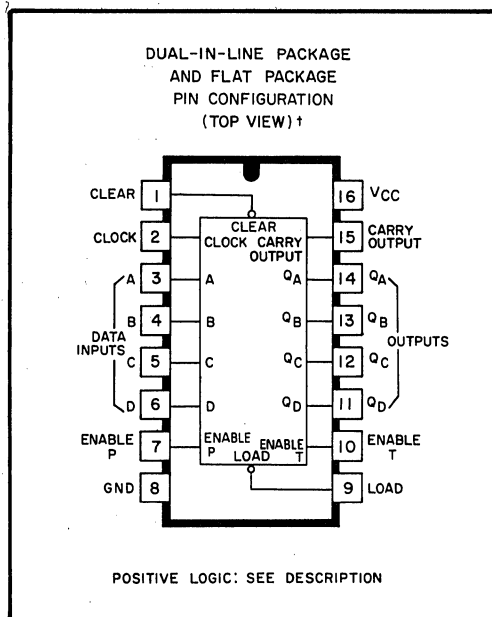 DUAL-IN-LINE PACKAGE
AND FLAT PACKAGE
PIN CONFIGURATION
(TOP VIEW) †
CLEAR 1 16 VCC
CLEAR
CLOCK 2 CLOCK CARRY OUTPUT 15 CARRY OUTPUT
A 3 A QA 14 QA
B 4 B QB 13 QB
DATA INPUTS OUTPUTS
C 5 C QC 12 QC
D 6 D QD 11 QD
ENABLE P 7 ENABLE P ENABLE T 10 ENABLE T
LOAD
GND 8 9 LOAD
POSITIVE LOGIC: SEE DESCRIPTION